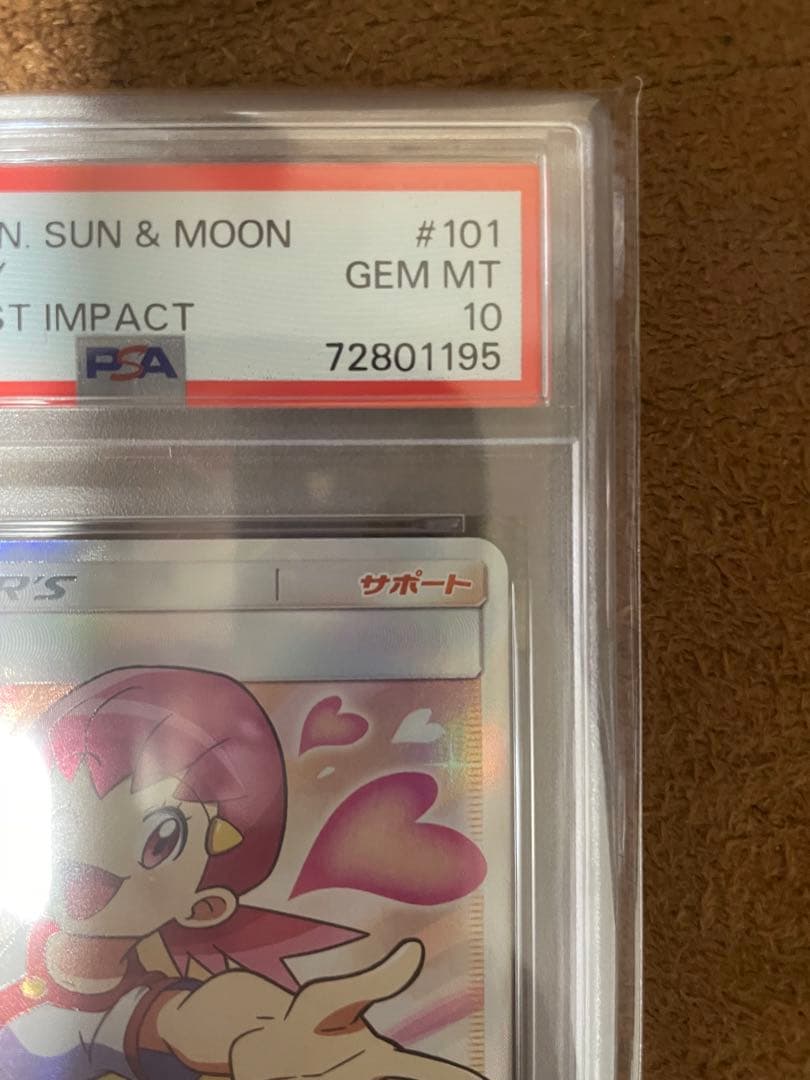 N. SUN & MOON #101
Y GEM MT
ST IMPACT 10
PSA 72801195
R'S サポート